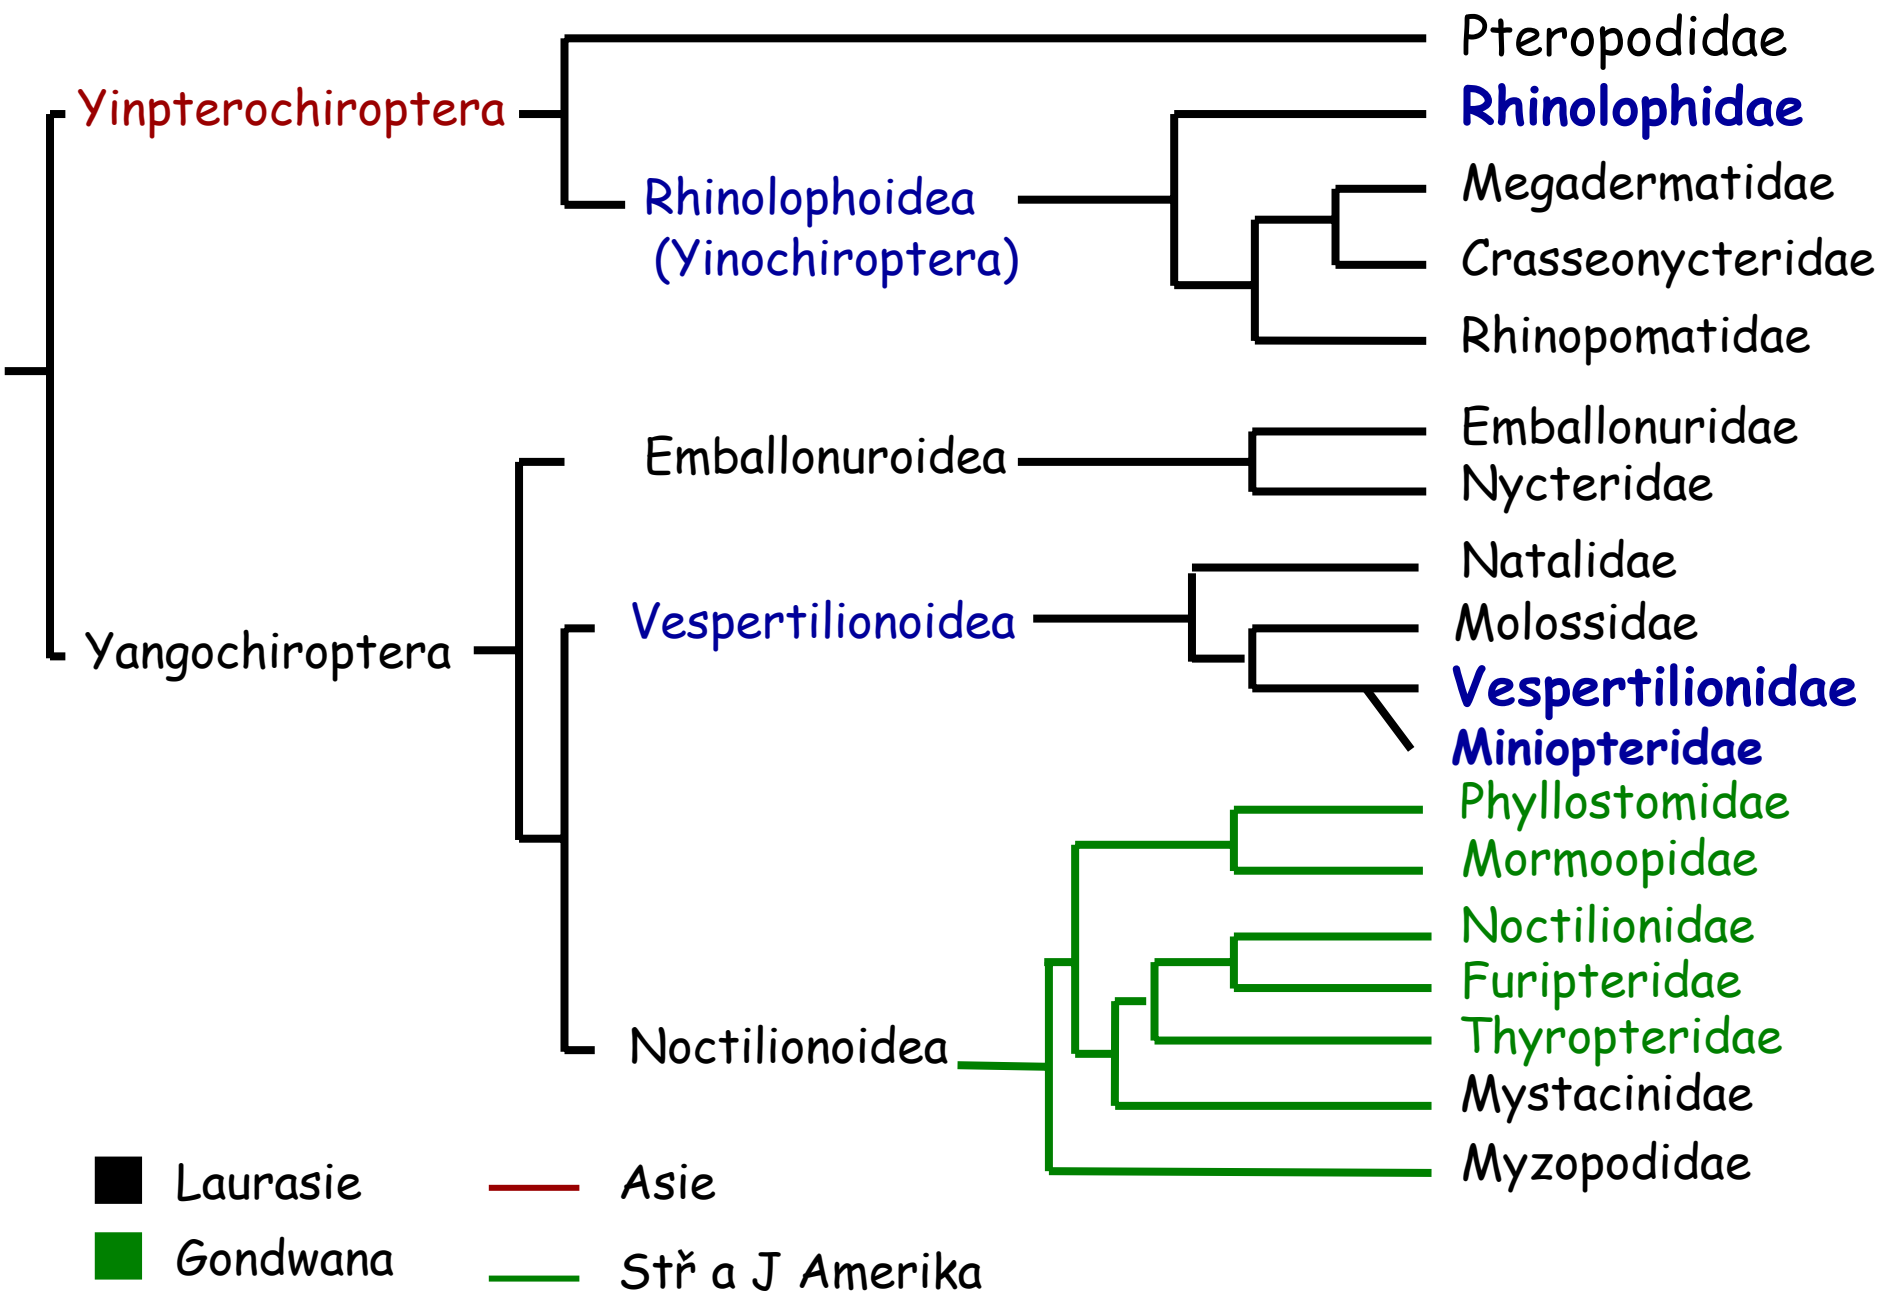 Pteropodidae
Yinpterochiroptera
Rhinolophidae
Megadermatidae
Rhinolophoidea
(Yinochiroptera)
Crasseonycteridae
Rhinopomatidae
Emballonuridae
Emballonuroidea
Nycteridae
Natalidae
Vespertilionoidea
Molossidae
Yangochiroptera
Vespertilionidae
Miniopteridae
Phyllostomidae
Mormoopidae
Noctilionidae
Furipteridae
Thyropteridae
Noctilionoidea
Mystacinidae
Myzopodidae
Laurasie
Asie
Gondwana
Stř a J Amerika